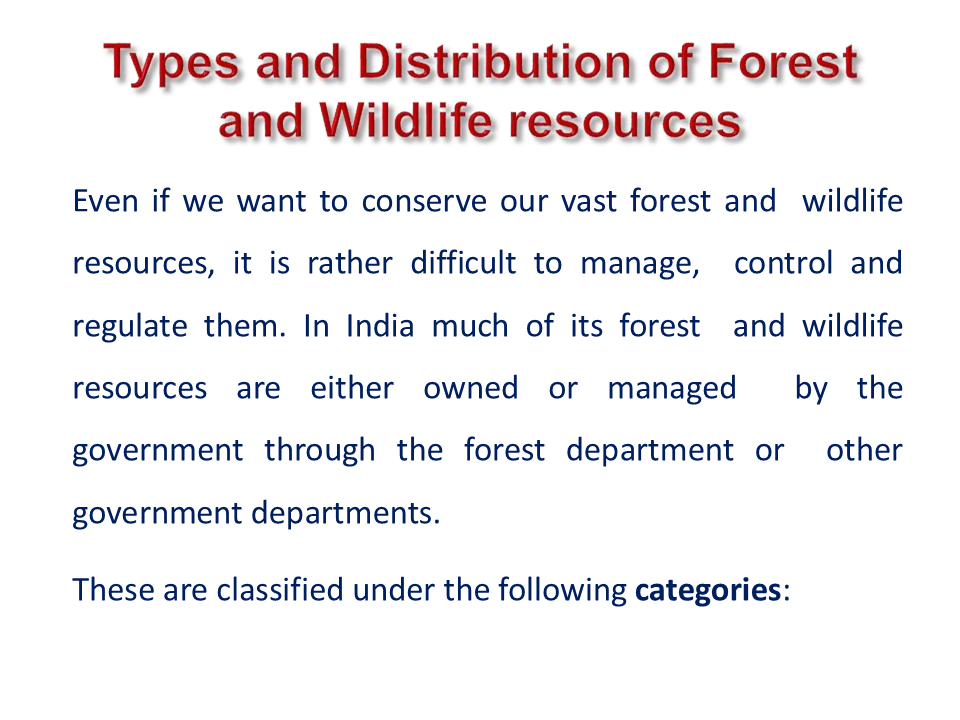 Types and Distribution of Forest
and Wildlife resources
Even if we want to conserve our vast forest and wildlife
resources, it is rather difficult to manage, control and
regulate them. In India much of its forest and wildlife
resources are either owned or managed by the
government through the forest department or other
government departments.
These are classified under the following categories: